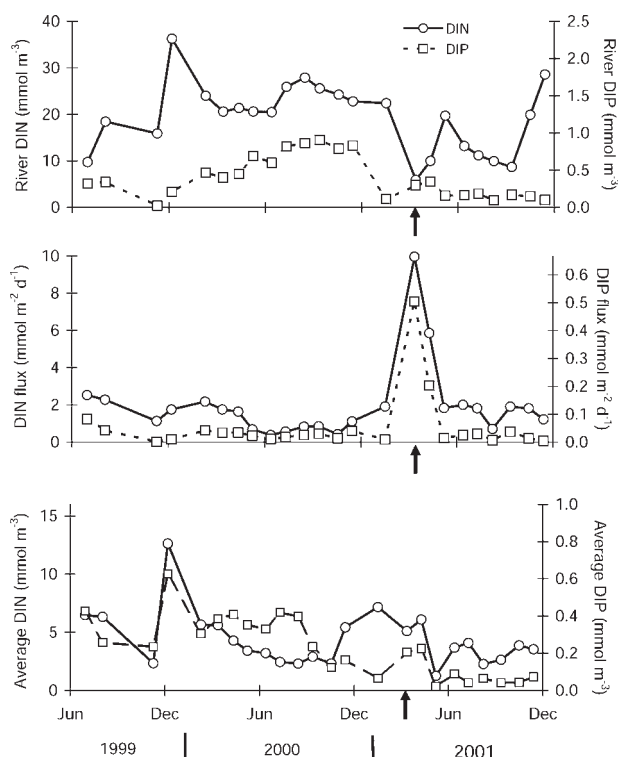 DIN
DIP
River DIN (mmol m-3)
40
30
20
10
0
River DIP
(mmol m-3)
2.5
2.0
1.5
1.0
0.5
0.0
DIN flux (mmol m-2 d-1)
10
8
6
4
2
0
DIP flux
(mmol m-2 d-1)
0.6
0.5
0.4
0.3
0.2
0.1
0.0
Average DIN (mmol m-3)
15
10
5
0
Average DIP (mmol m-3)
1.0
0.8
0.6
0.4
0.2
0.0
Jun Dec Jun Dec Jun Dec
1999 2000 2001